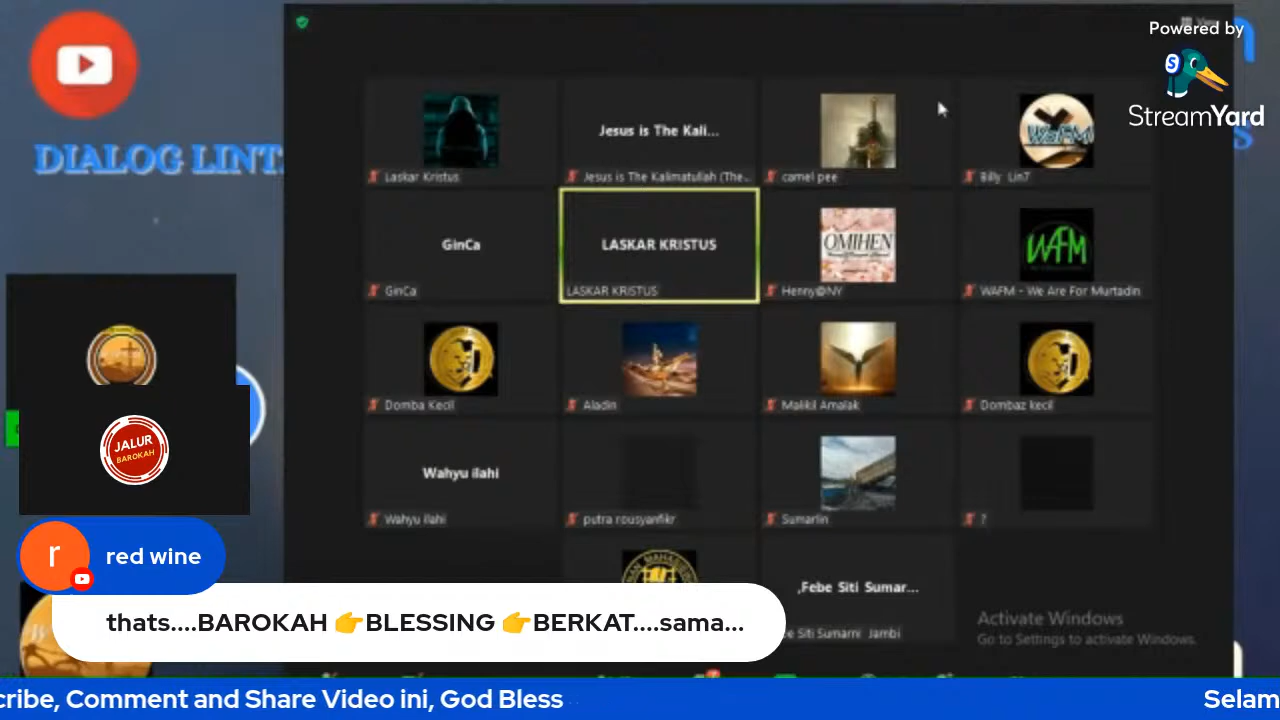 Powered by
StreamYard
DIALOG LINT
Jesus is The Kali...
Laskar Kristus
Jesus is The Kalimatullah (The...
camel pee
WAFM
Billy Lin7
GinCa
LASKAR KRISTUS
OMIHEN
WAFM
GinCa
LASKAR KRISTUS
Henny@NY
WAFM - We Are For Murtadin
Domba Kecil
Aladin
Malikil Amalak
Dombaz kecil
JALUR
BAROKAH
Wahyu ilahi
Wahyu ilahi
putra rousyanfikr
Sumarlin
?
r
red wine
,Febe Siti Sumar...
Siti Sumarni Jambi
thats....BAROKAH 👉BLESSING 👉BERKAT....sama...
Activate Windows
Go to Settings to activate Windows.
cribe, Comment and Share Video ini, God Bless
Selam